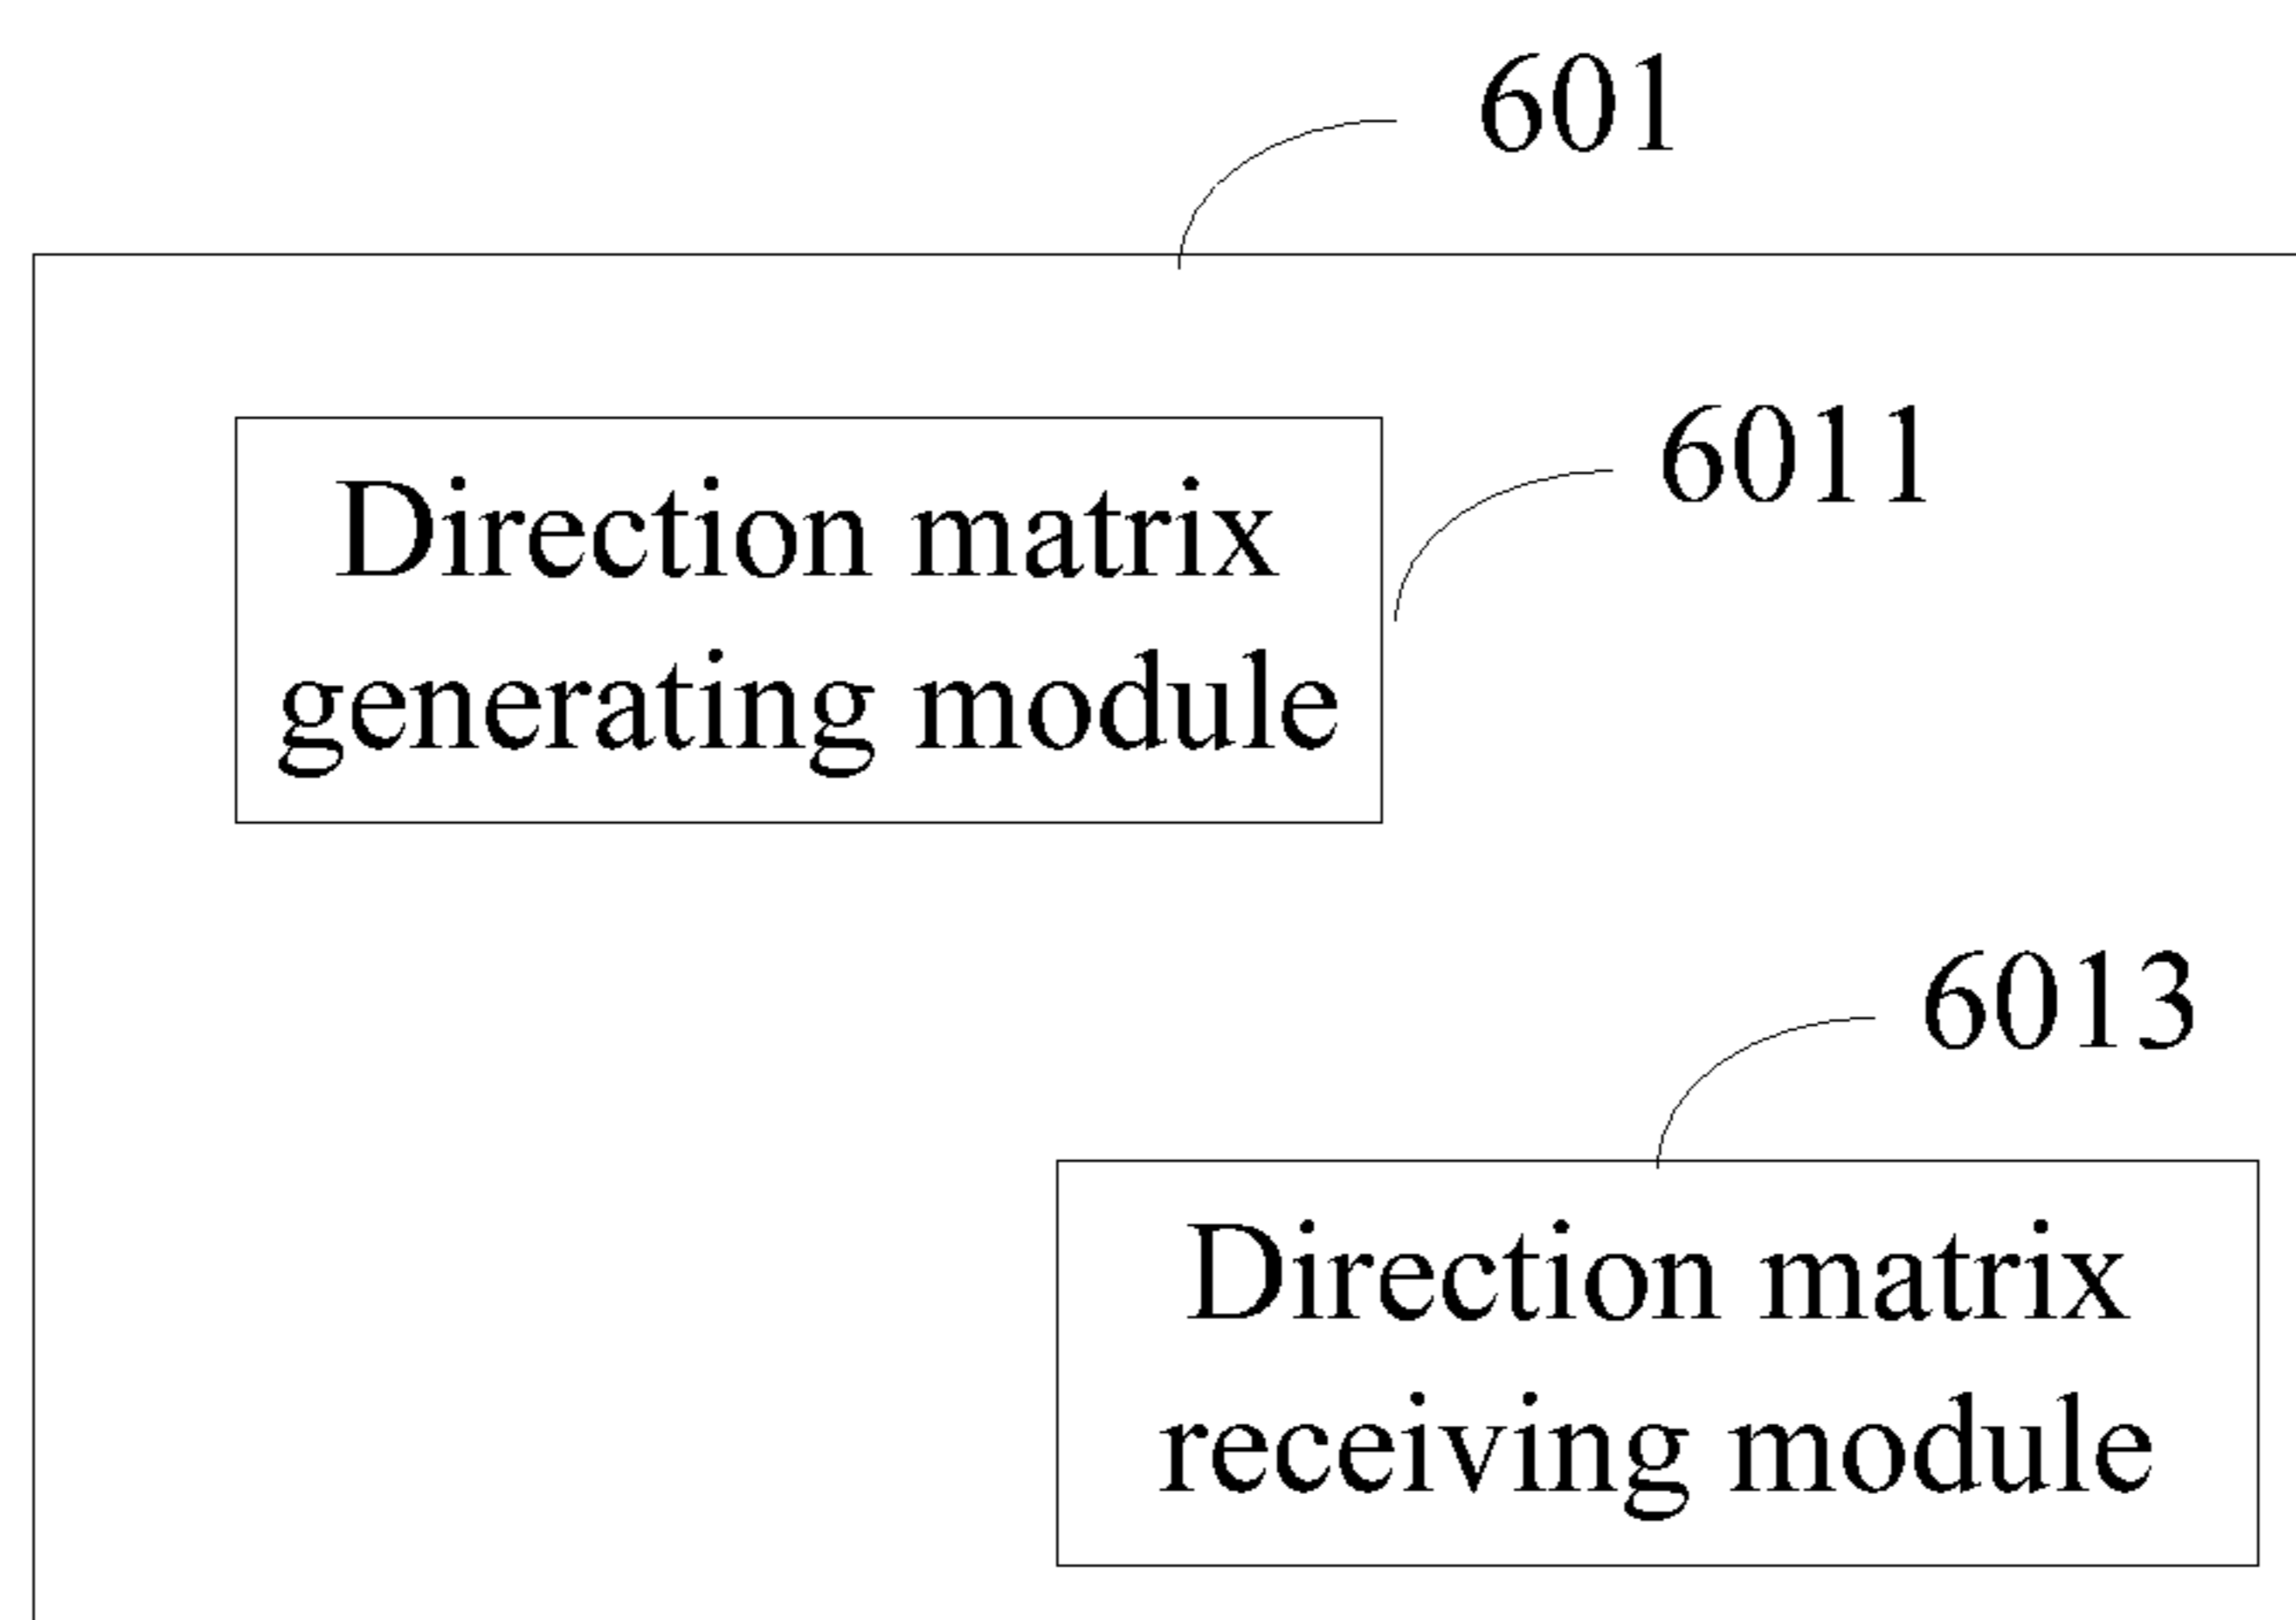 601
6011
Direction matrix
generating module
6013
Direction matrix
receiving module